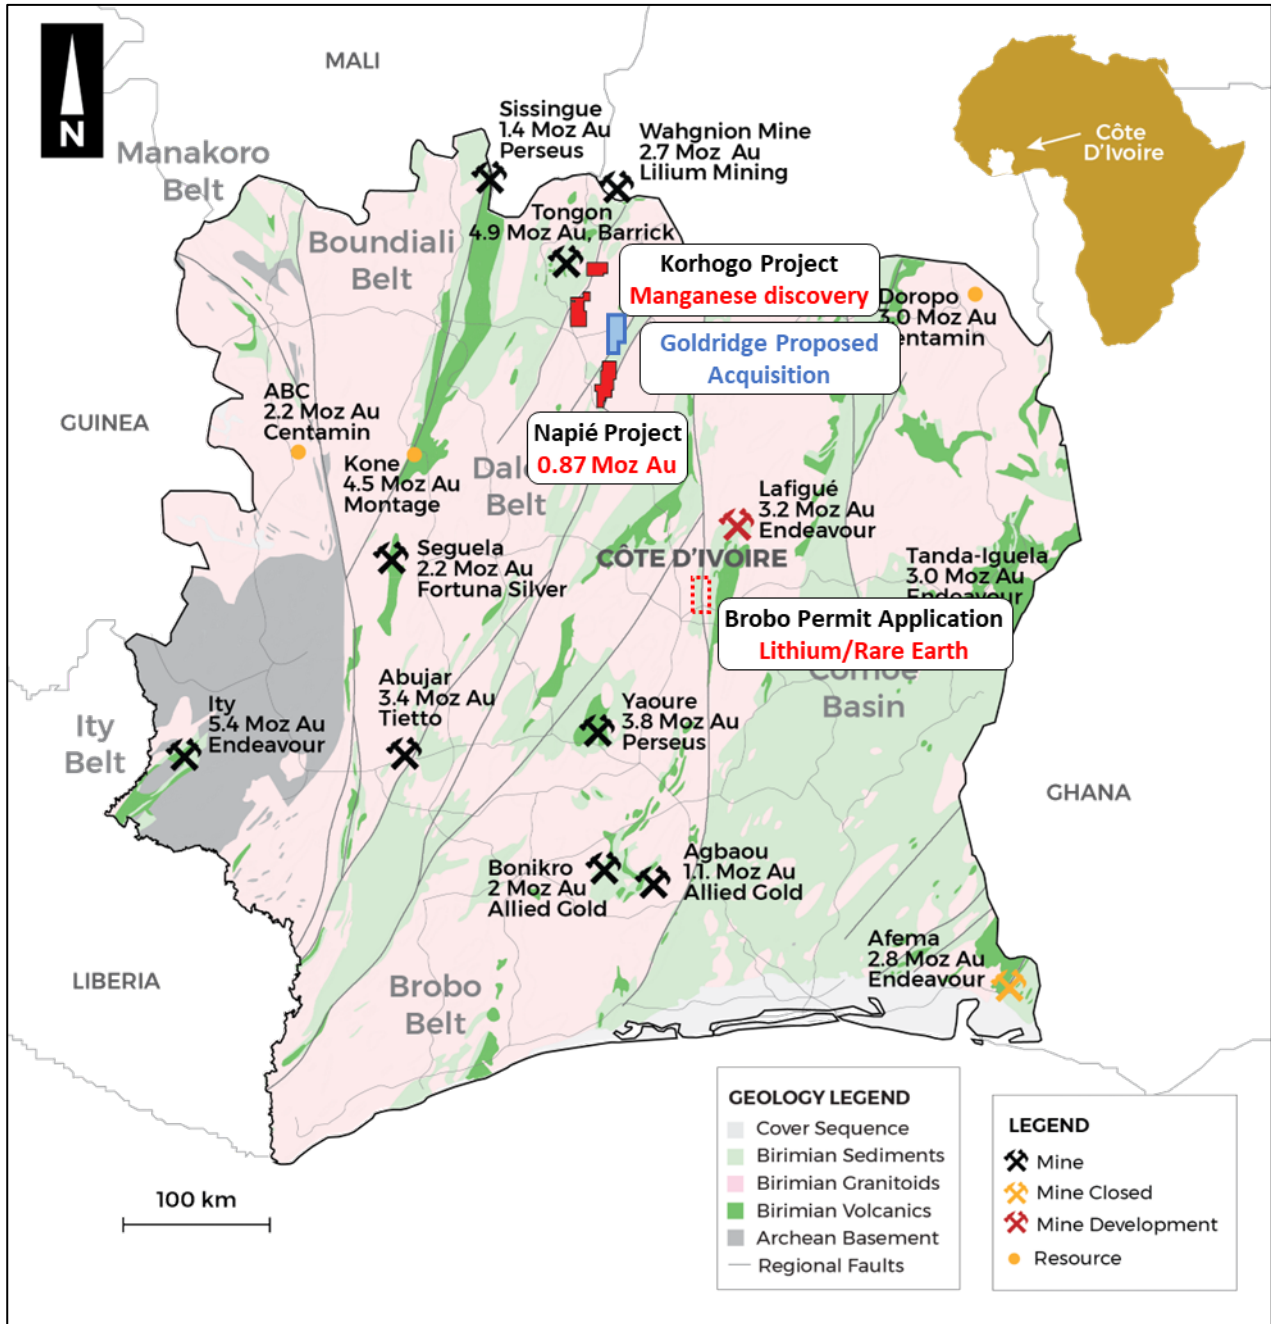 MALI
N
Manakoro
Belt
Sissingue
1.4 Moz Au
Perseus
Wahgnion Mine
2.7 Moz Au
Lilium Mining
Côte
D'Ivoire
Tongon
4.9 Moz Au, Barrick
Boundiali
Belt
Korhogo Project
Manganese discovery
Doropo
3.0 Moz Au
entamin
Goldridge Proposed
Acquisition
GUINEA
ABC
2.2 Moz Au
Centamin
Napié Project
0.87 Moz Au
Kone
4.5 Moz Au
Montage
Dal
Belt
Lafigué
3.2 Moz Au
Endeavour
Seguela
2.2 Moz Au
Fortuna Silver
CÔTE D'IVOIRE
Tanda-Iguela
3.0 Moz Au
Endeavour
Brobo Permit Application
Lithium/Rare Earth
Comoe
Basin
Abujar
3.4 Moz Au
Tietto
Ity
5.4 Moz Au
Endeavour
Ity
Belt
Yaoure
3.8 Moz Au
Perseus
GHANA
Bonikro
2 Moz Au
Allied Gold
Agbaou
1.1. Moz Au
Allied Gold
Afema
2.8 Moz Au
Endeavour
LIBERIA
Brobo
Belt
100 km
GEOLOGY LEGEND
Cover Sequence
Birimian Sediments
Birimian Granitoids
Birimian Volcanics
Archean Basement
Regional Faults
LEGEND
Mine
Mine Closed
Mine Development
Resource